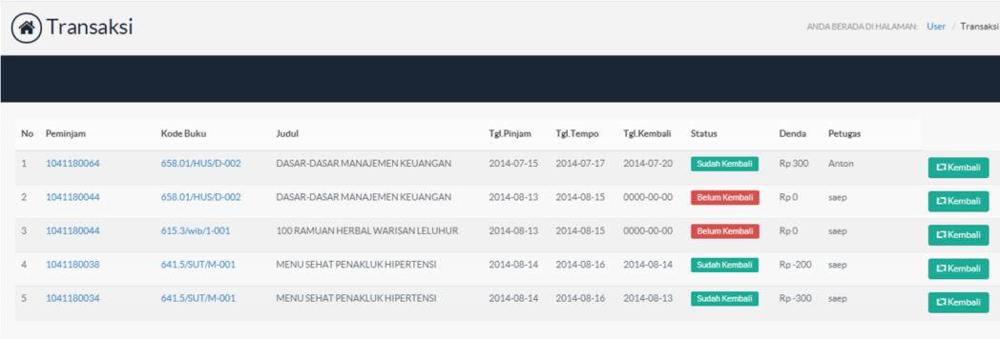 Transaksi
ANDA BERADA DI HALAMAN: User / Transaksi
No Peminjam Kode Buku Judul Tgl.Pinjam Tgl.Tempo Tgl.Kembali Status Denda Petugas
1 1041180064 658.01/HUS/D-002 DASAR-DASAR MANAJEMEN KEUANGAN 2014-07-15 2014-07-17 2014-07-20 Sudah Kembali Rp 300 Anton Kembali
2 1041180044 658.01/HUS/D-002 DASAR-DASAR MANAJEMEN KEUANGAN 2014-08-13 2014-08-15 0000-00-00 Belum Kembali Rp 0 saep Kembali
3 1041180044 615.3/wib/1-001 100 RAMUAN HERBAL WARISAN LELUHUR 2014-08-13 2014-08-15 0000-00-00 Belum Kembali Rp 0 saep Kembali
4 1041180038 641.5/SUT/M-001 MENU SEHAT PENAKLUK HIPERTENSI 2014-08-14 2014-08-16 2014-08-14 Sudah Kembali Rp -200 saep Kembali
5 1041180034 641.5/SUT/M-001 MENU SEHAT PENAKLUK HIPERTENSI 2014-08-14 2014-08-16 2014-08-13 Sudah Kembali Rp -300 saep Kembali